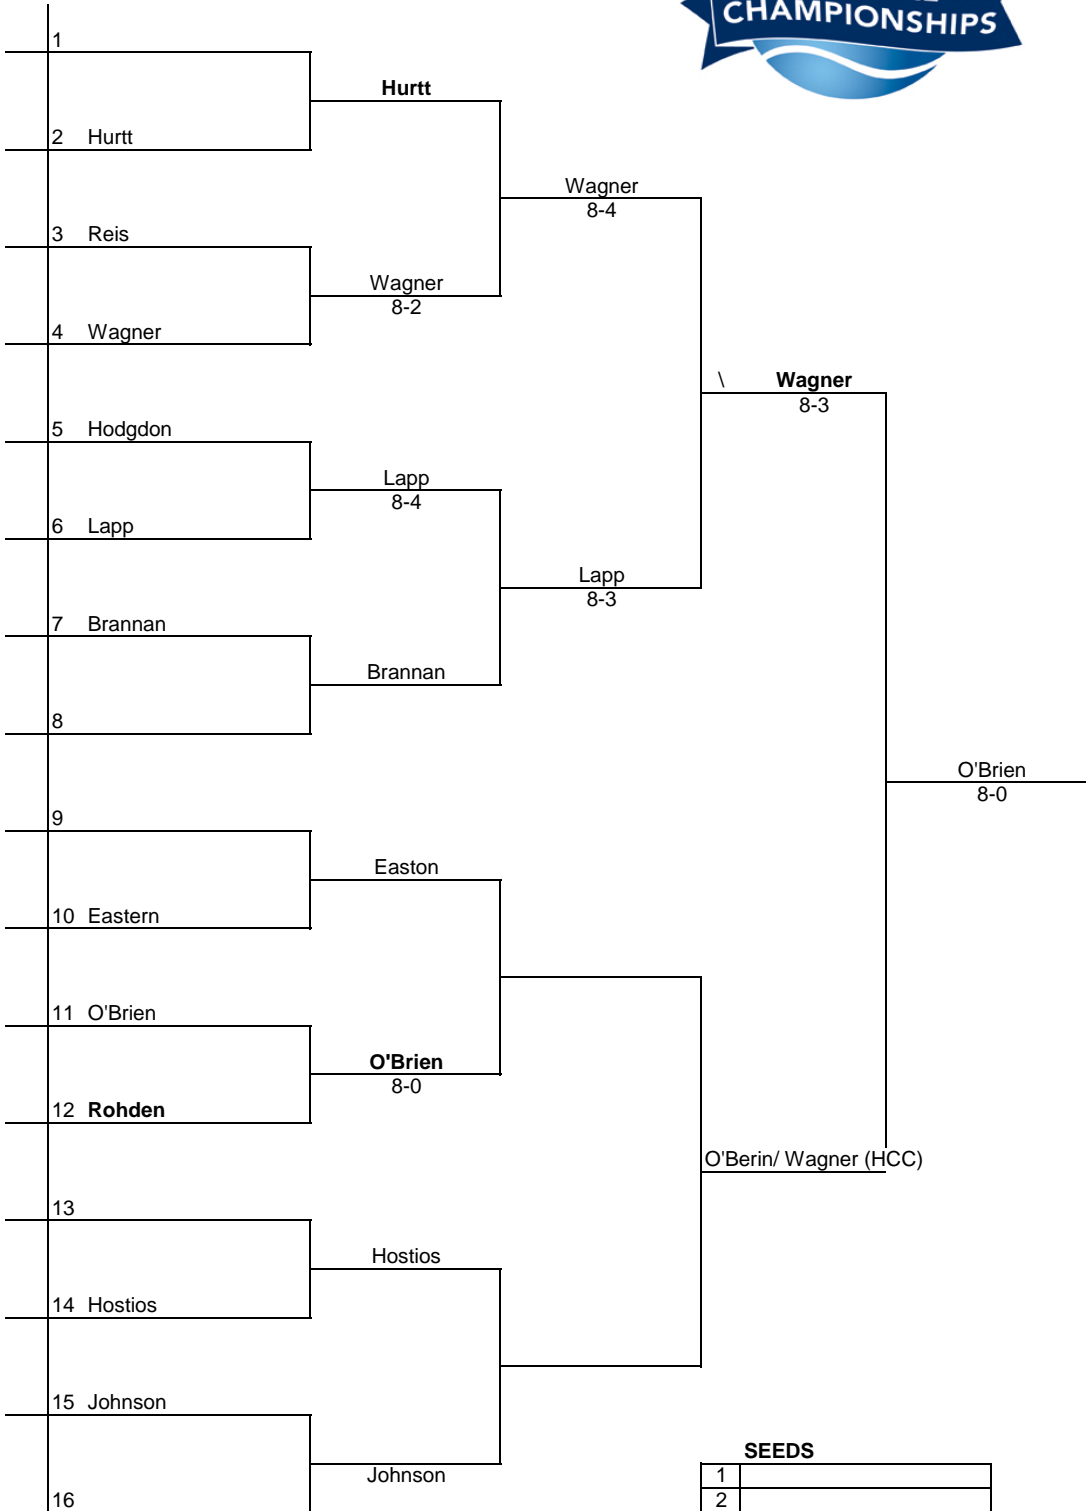 CHAMPIONSHIPS
1
Hurtt
2 Hurtt
Wagner
8-4
3 Reis
Wagner
8-2
4 Wagner
\ Wagner
8-3
5 Hodgdon
Lapp
8-4
6 Lapp
Lapp
8-3
7 Brannan
Brannan
8
O'Brien
8-0
9
Easton
10 Eastern
11 O'Brien
O'Brien
8-0
12 Rohden
O'Berin/ Wagner (HCC)
13
Hostios
14 Hostios
15 Johnson
Johnson
16
SEEDS
1
2